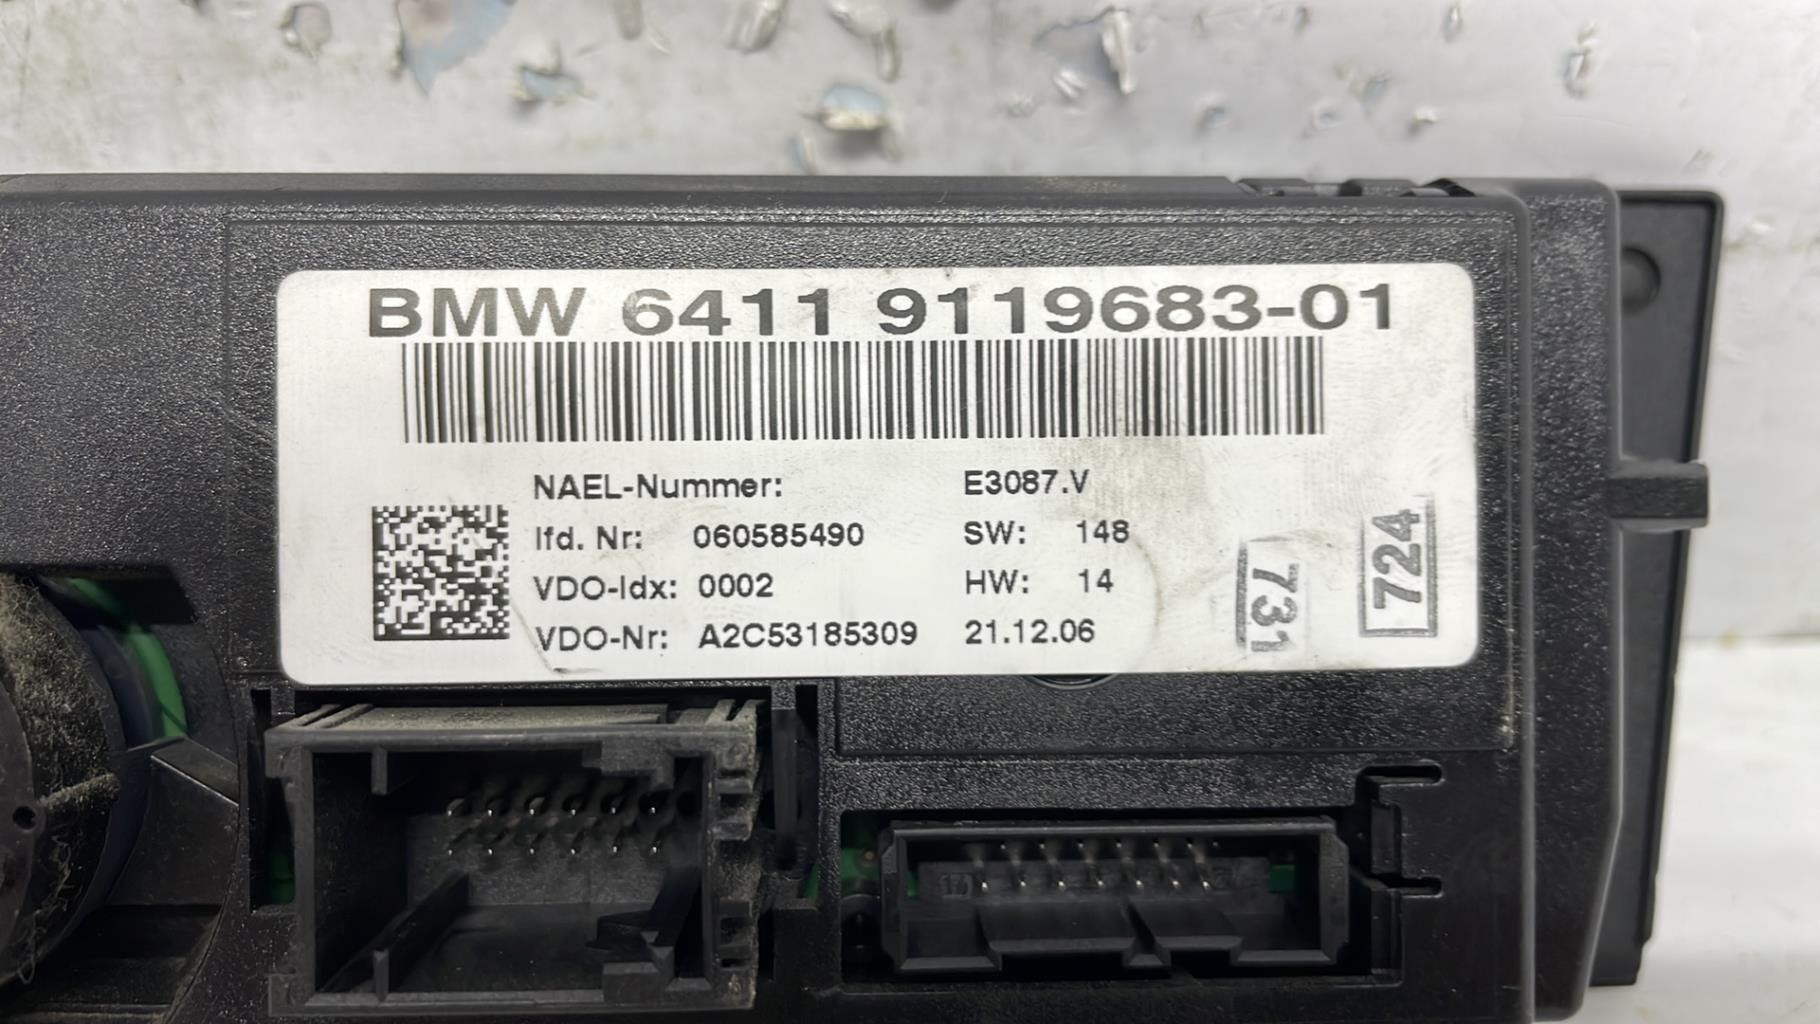 BMW 6411 9119683-01
NAEL-Nummer: E3087.V
lfd. Nr: 060585490 SW: 148
VDO-Idx: 0002 HW: 14
VDO-Nr: A2C53185309 21.12.06
731
724